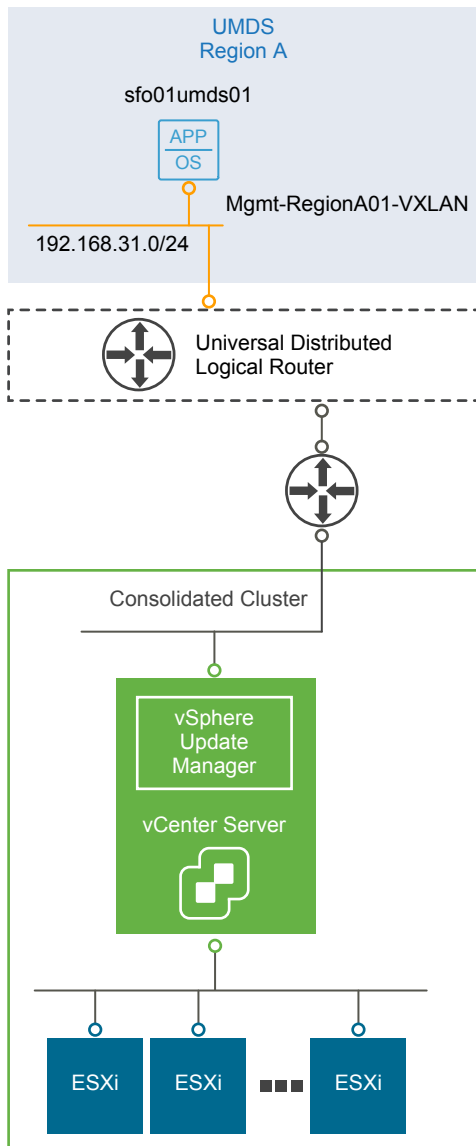 UMDS
Region A
sfo01umds01
APP
OS
Mgmt-RegionA01-VXLAN
192.168.31.0/24
Universal Distributed
Logical Router
Consolidated Cluster
vSphere
Update
Manager
vCenter Server
ESXi
ESXi
ESXi